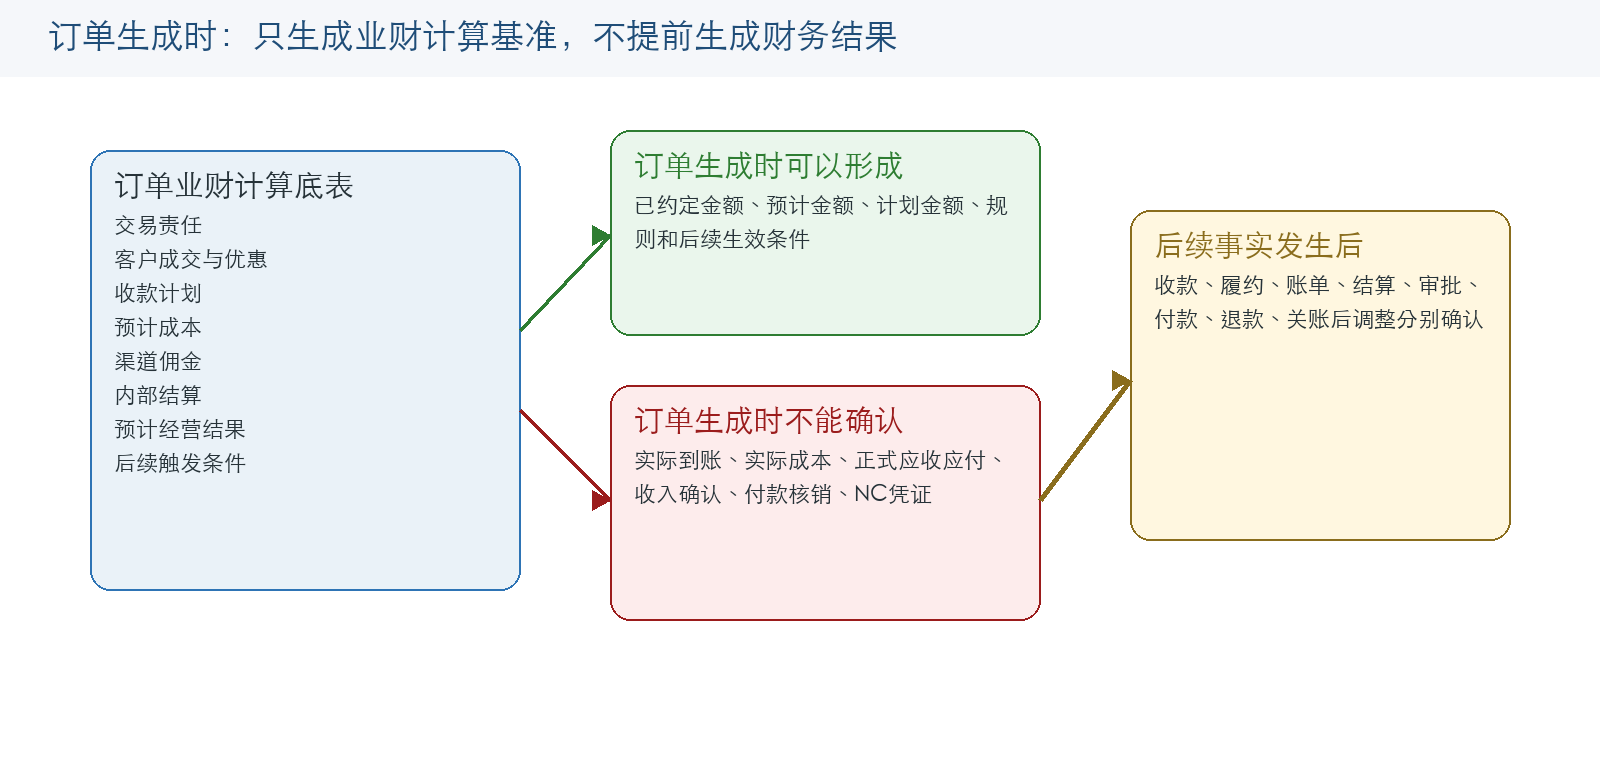 订单生成时：只生成业财计算基准，不提前生成财务结果
订单业财计算底表
交易责任
客户成交与优惠
收款计划
预计成本
渠道佣金
内部结算
预计经营结果
后续触发条件
订单生成时可以形成
已约定金额、预计金额、计划金额、规
则和后续生效条件
订单生成时不能确认
实际到账、实际成本、正式应收应付、
收入确认、付款核销、NC凭证
后续事实发生后
收款、履约、账单、结算、审批、
付款、退款、关账后调整分别确认